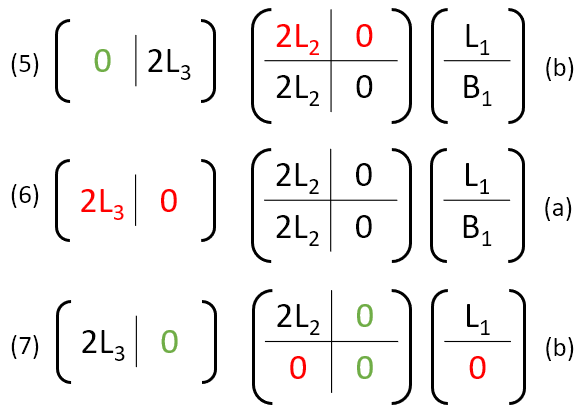 2L₂ 0 L₁
(5) 0 2L₃ (b)
2L₂ 0 B₁
2L₂ 0 L₁
(6) 2L₃ 0 (a)
2L₂ 0 B₁
2L₂ 0 L₁
(7) 2L₃ 0 (b)
0 0 0